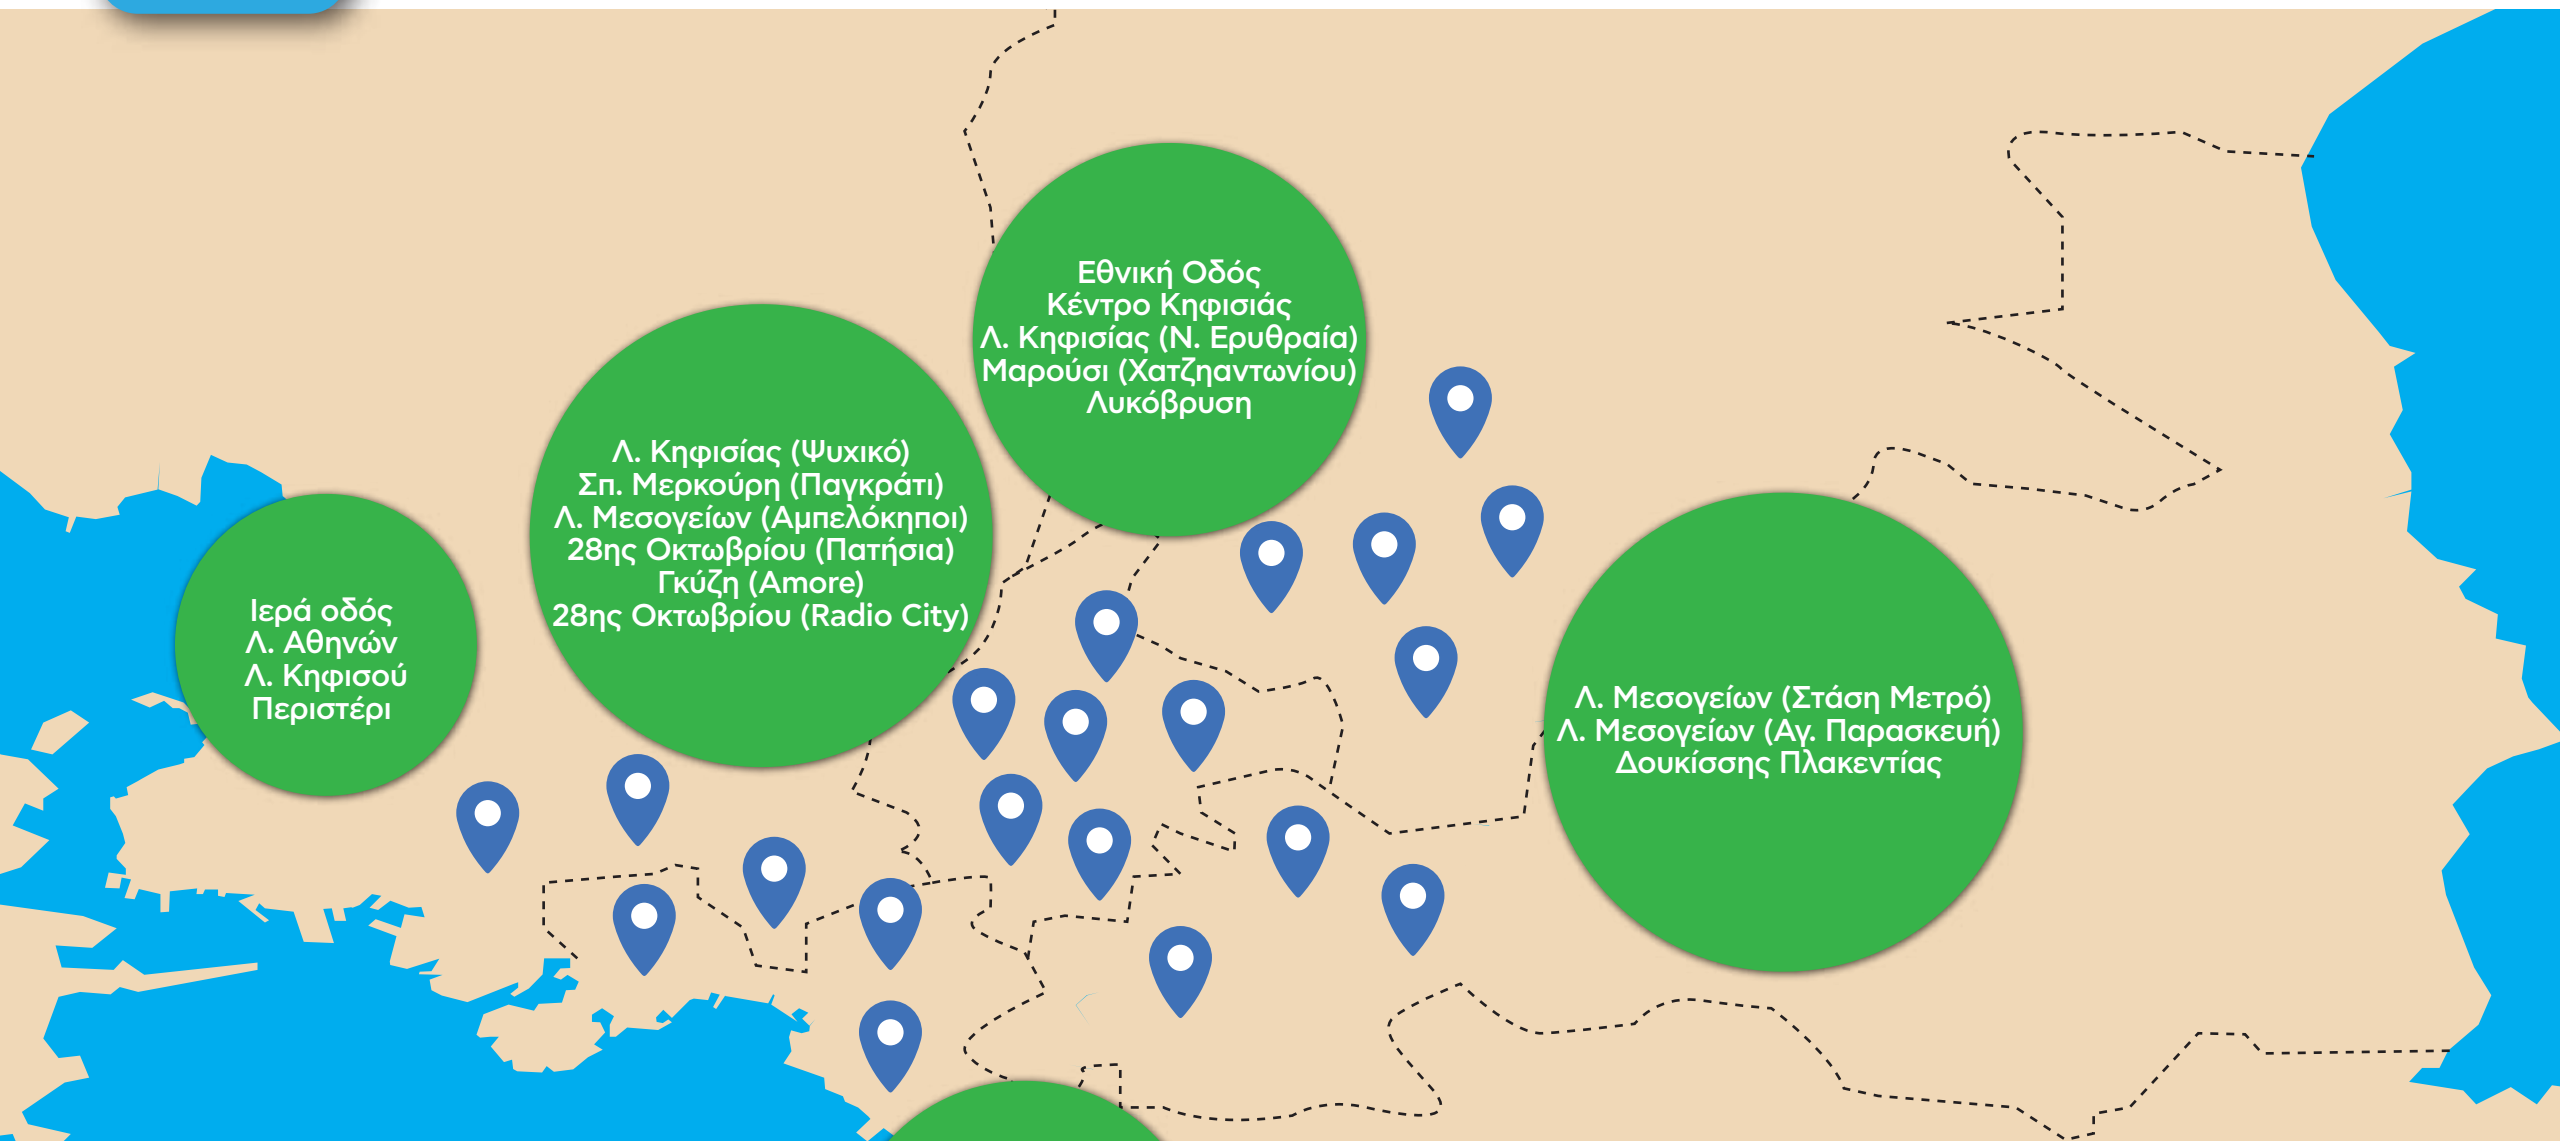 Εθνική Οδός
Κέντρο Κηφισιάς
Λ. Κηφισίας (Ν. Ερυθραία)
Μαρούσι (Χατζηαντωνίου)
Λυκόβρυση
Λ. Κηφισίας (Ψυχικό)
Σπ. Μερκούρη (Παγκράτι)
Λ. Μεσογείων (Αμπελόκηποι)
28ης Οκτωβρίου (Πατήσια)
Γκύζη (Amore)
28ης Οκτωβρίου (Radio City)
Ιερά οδός
Λ. Αθηνών
Λ. Κηφισού
Περιστέρι
Λ. Μεσογείων (Στάση Μετρό)
Λ. Μεσογείων (Αγ. Παρασκευή)
Δουκίσσης Πλακεντίας